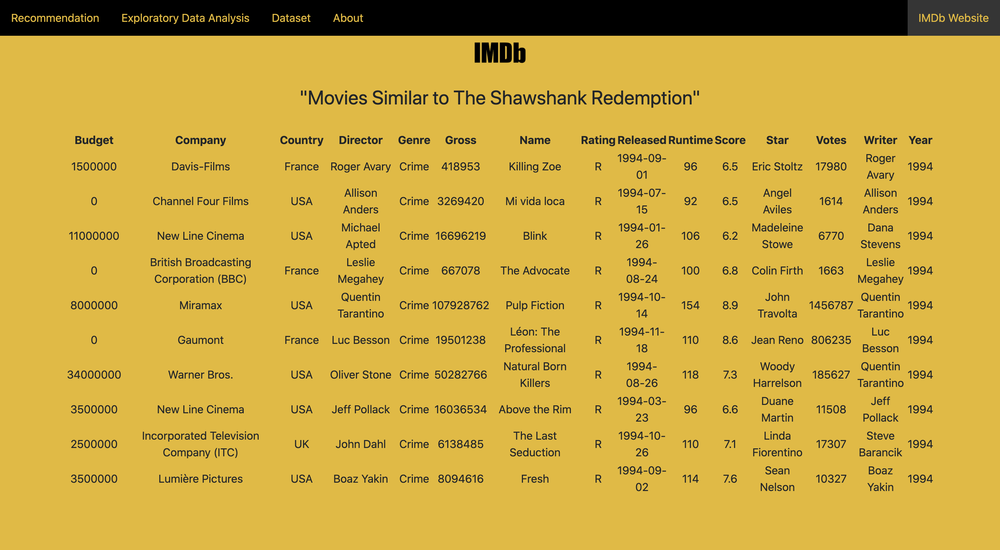 Recommendation Exploratory Data Analysis Dataset About IMDb Website
IMDb
"Movies Similar to The Shawshank Redemption"
Budget Company Country Director Genre Gross Name Rating Released Runtime Score Star Votes Writer Year
1500000 Davis-Films France Roger Avary Crime 418953 Killing Zoe R 1994-09-01 96 6.5 Eric Stoltz 17980 Roger Avary 1994
0 Channel Four Films USA Allison Anders Crime 3269420 Mi vida loca R 1994-07-15 92 6.5 Angel Aviles 1614 Allison Anders 1994
11000000 New Line Cinema USA Michael Apted Crime 16696219 Blink R 1994-01-26 106 6.2 Madeleine Stowe 6770 Dana Stevens 1994
0 British Broadcasting Corporation (BBC) France Leslie Megahey Crime 667078 The Advocate R 1994-08-24 100 6.8 Colin Firth 1663 Leslie Megahey 1994
8000000 Miramax USA Quentin Tarantino Crime 107928762 Pulp Fiction R 1994-10-14 154 8.9 John Travolta 1456787 Quentin Tarantino 1994
0 Gaumont France Luc Besson Crime 19501238 Léon: The Professional R 1994-11-18 110 8.6 Jean Reno 806235 Luc Besson 1994
34000000 Warner Bros. USA Oliver Stone Crime 50282766 Natural Born Killers R 1994-08-26 118 7.3 Woody Harrelson 185627 Quentin Tarantino 1994
3500000 New Line Cinema USA Jeff Pollack Crime 16036534 Above the Rim R 1994-03-23 96 6.6 Duane Martin 11508 Jeff Pollack 1994
2500000 Incorporated Television Company (ITC) UK John Dahl Crime 6138485 The Last Seduction R 1994-10-26 110 7.1 Linda Fiorentino 17307 Steve Barancik 1994
3500000 Lumière Pictures USA Boaz Yakin Crime 8094616 Fresh R 1994-09-02 114 7.6 Sean Nelson 10327 Boaz Yakin 1994